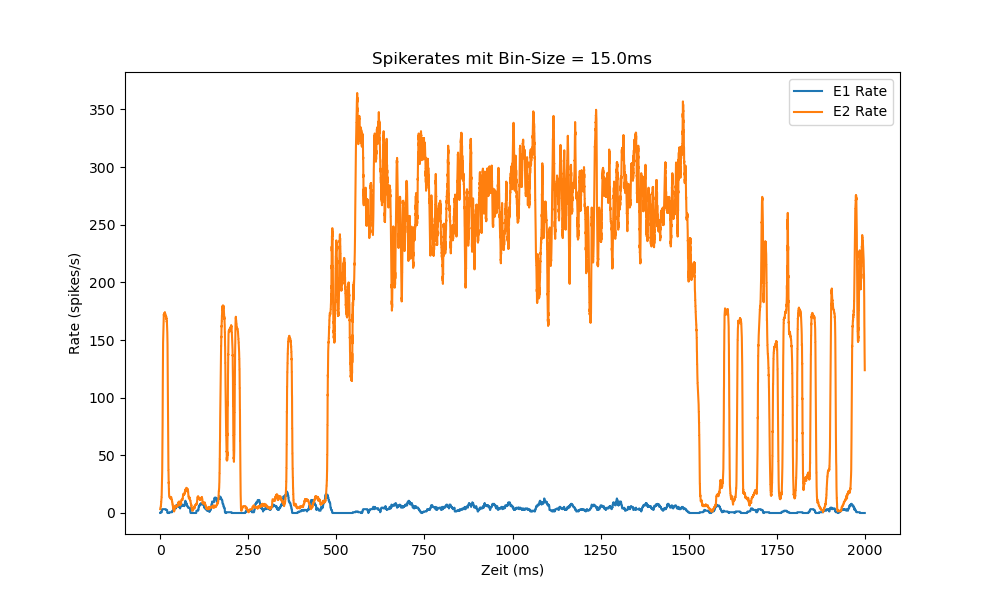 Spikerates mit Bin-Size = 15.0ms
E1 Rate
E2 Rate
350
300
250
200
150
100
50
0
Rate (spikes/s)
0 250 500 750 1000 1250 1500 1750 2000
Zeit (ms)